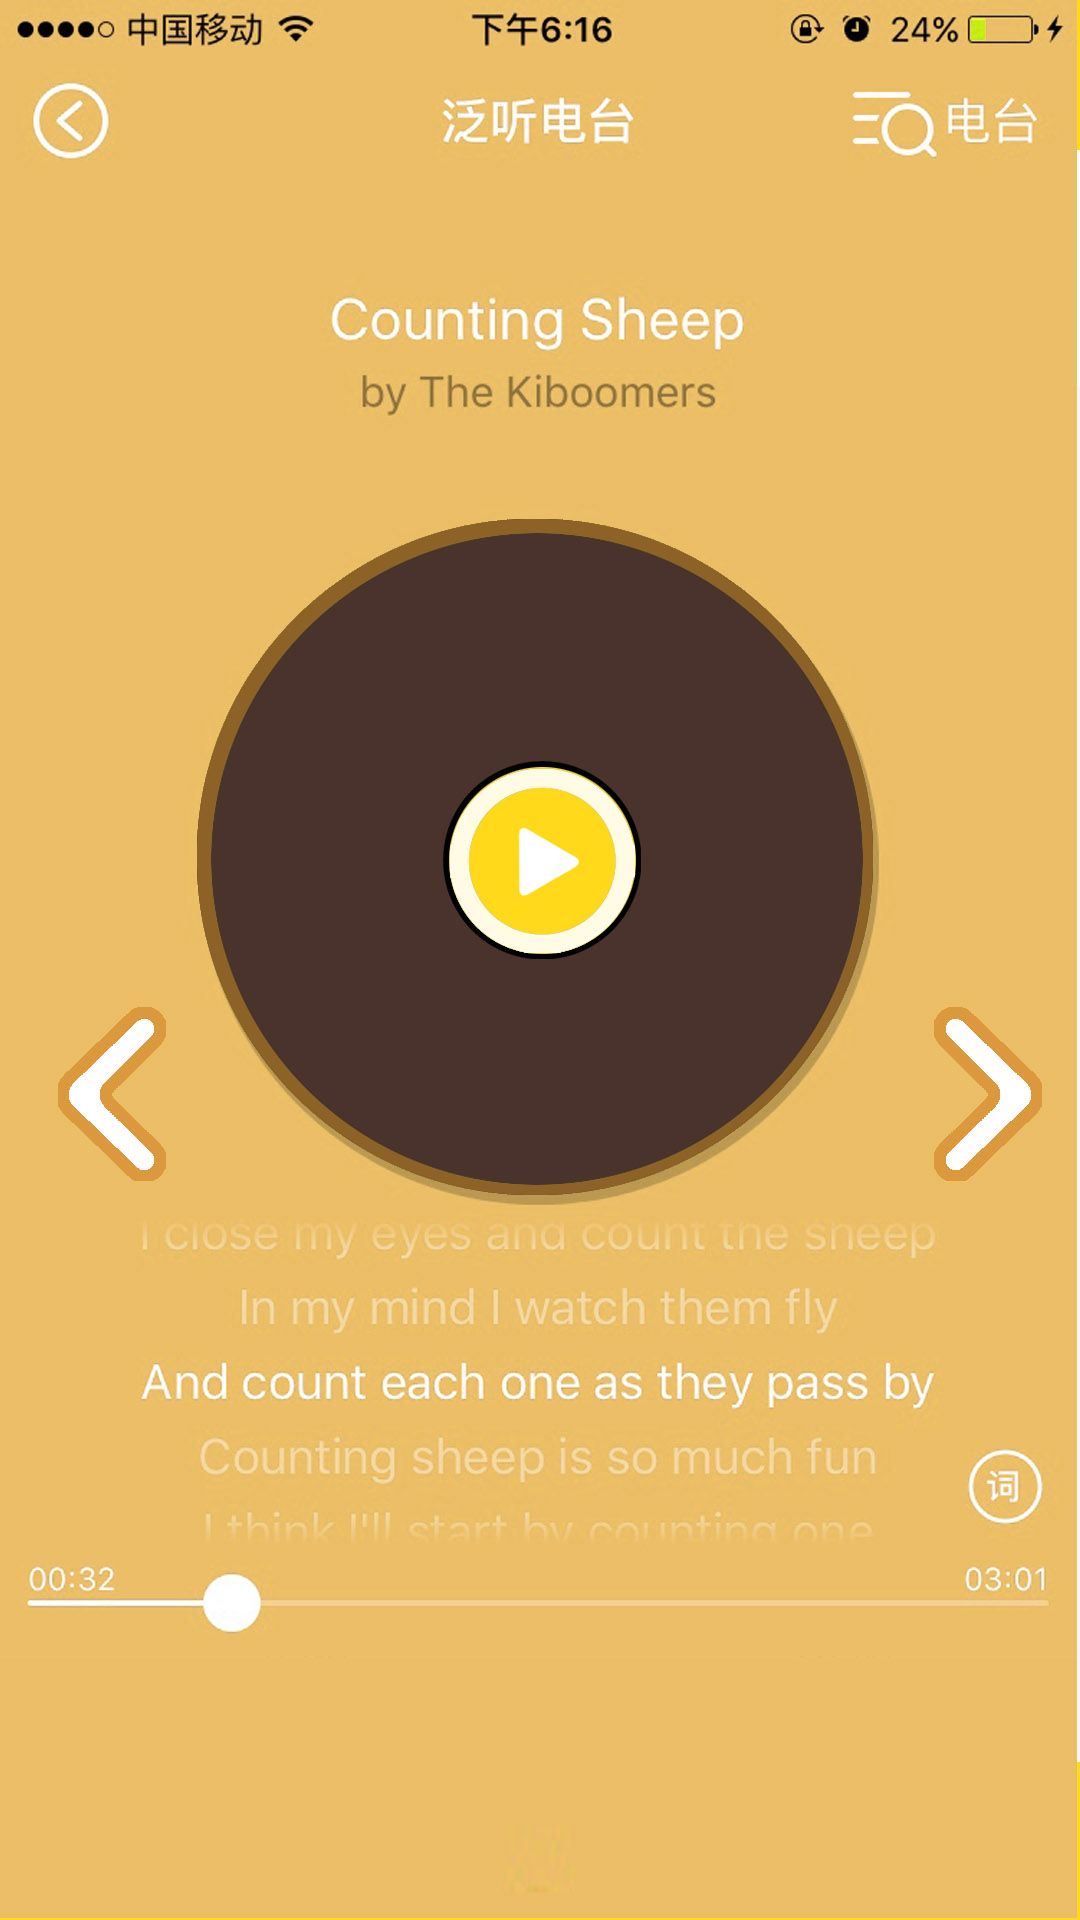 中国移动 下午6:16 24%
泛听电台 电台
Counting Sheep
by The Kiboomers
I close my eyes and count the sheep
In my mind I watch them fly
And count each one as they pass by
Counting sheep is so much fun
词
I think I'll start by counting one
00:32 03:01